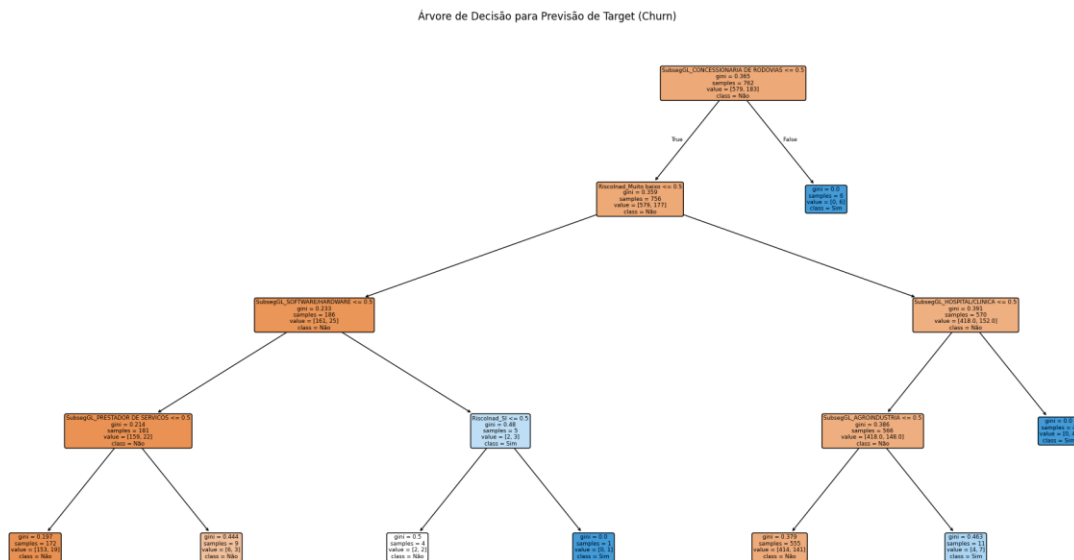 Árvore de Decisão para Previsão de Target (Churn)
SubsegGL_CONCESSIONARIA DE RODOVIAS <= 0.5
gini = 0.365
samples = 762
value = [579, 183]
class = Não
True
False
RiscoInad_Muito baixo <= 0.5
gini = 0.359
samples = 756
value = [579, 177]
class = Não
gini = 0.0
samples = 6
value = [0, 6]
class = Sim
SubsegGL_SOFTWARE/HARDWARE <= 0.5
gini = 0.233
samples = 186
value = [161, 25]
class = Não
SubsegGL_HOSPITAL/CLINICA <= 0.5
gini = 0.391
samples = 570
value = [418.0, 152.0]
class = Não
SubsegGL_PRESTADOR DE SERVICOS <= 0.5
gini = 0.214
samples = 181
value = [159, 22]
class = Não
RiscoInad_SI <= 0.5
gini = 0.48
samples = 5
value = [2, 3]
class = Sim
SubsegGL_AGROINDUSTRIA <= 0.5
gini = 0.386
samples = 566
value = [418.0, 148.0]
class = Não
gini = 0.0
samples =
value = [0,
class = Sim
gini = 0.197
samples = 172
value = [153, 19]
class = Não
gini = 0.444
samples = 9
value = [6, 3]
class = Não
gini = 0.5
samples = 4
value = [2, 2]
class = Não
gini = 0.0
samples = 1
value = [0, 1]
class = Sim
gini = 0.379
samples = 555
value = [414, 141]
class = Não
gini = 0.463
samples = 11
value = [4, 7]
class = Sim